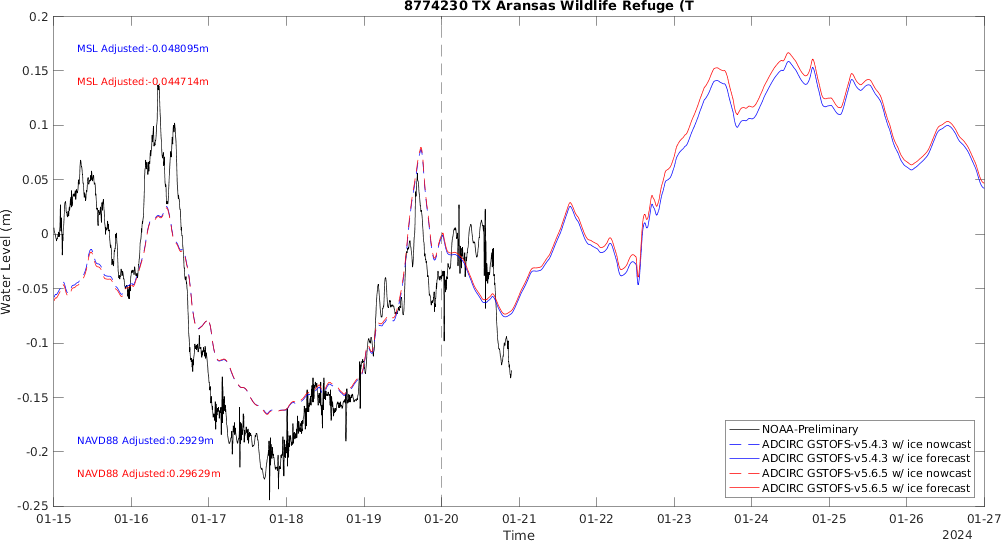 8774230 TX Aransas Wildlife Refuge (T
0.2
0.15
0.1
0.05
0
-0.05
-0.1
-0.15
-0.2
-0.25
Water Level (m)
MSL Adjusted:-0.048095m
MSL Adjusted:-0.044714m
NAVD88 Adjusted:0.2929m
NAVD88 Adjusted:0.29629m
NOAA-Preliminary
ADCIRC GSTOFS-v5.4.3 w/ ice nowcast
ADCIRC GSTOFS-v5.4.3 w/ ice forecast
ADCIRC GSTOFS-v5.6.5 w/ ice nowcast
ADCIRC GSTOFS-v5.6.5 w/ ice forecast
01-15 01-16 01-17 01-18 01-19 01-20 01-21 01-22 01-23 01-24 01-25 01-26 01-27
Time
2024